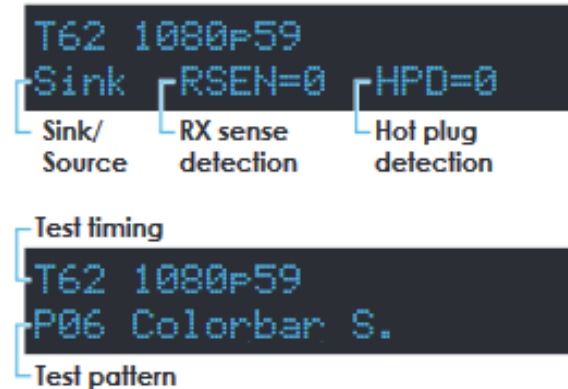 T62 1080p59
Sink RSEN=0 HPD=0
Sink/ RX sense Hot plug
Source detection detection
Test timing
T62 1080p59
P06 Colorbar S.
Test pattern